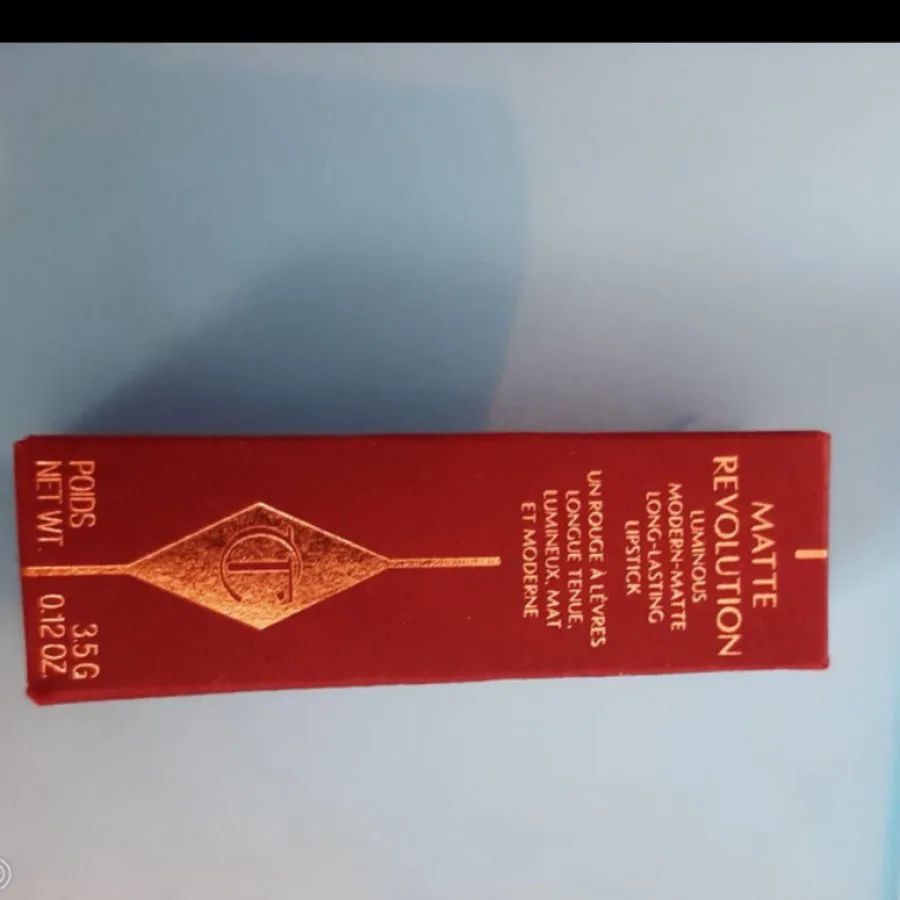 MATTE
REVOLUTION
LUMINOUS
MODERN-MATTE
LONG-LASTING
LIPSTICK
UN ROUGE À LÈVRES
LONGUE TENUE,
LUMINEUX, MAT
ET MODERNE
CT
POIDS 3.5 G
NET WT. 0.12 OZ.